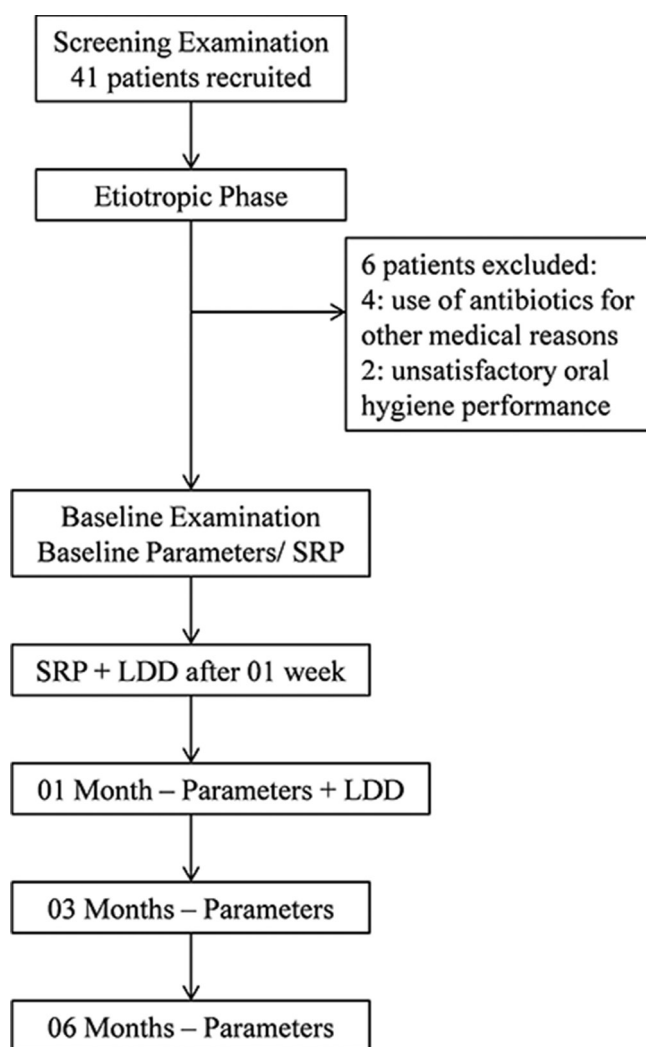 Screening Examination
41 patients recruited
Etiotropic Phase
6 patients excluded:
4: use of antibiotics for
other medical reasons
2: unsatisfactory oral
hygiene performance
Baseline Examination
Baseline Parameters/ SRP
SRP + LDD after 01 week
01 Month – Parameters + LDD
03 Months – Parameters
06 Months – Parameters